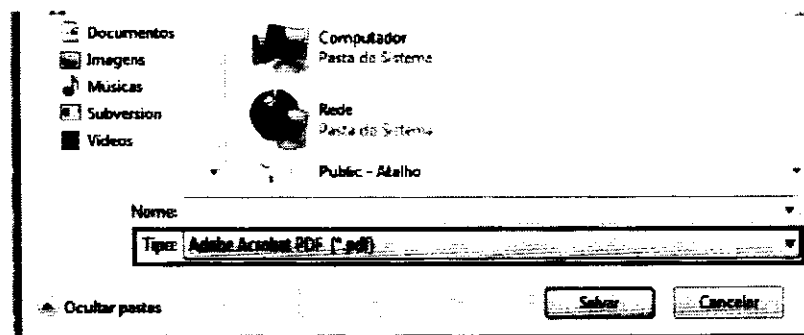 Documentos
Imagens
Músicas
Subversion
Vídeos
Computador
Pasta do Sistema
Rede
Pasta do Sistema
Public - Atalho
Nome:
Tipo: Adobe Acrobat PDF (*.pdf)
Ocultar pastas
Salvar
Cancelar